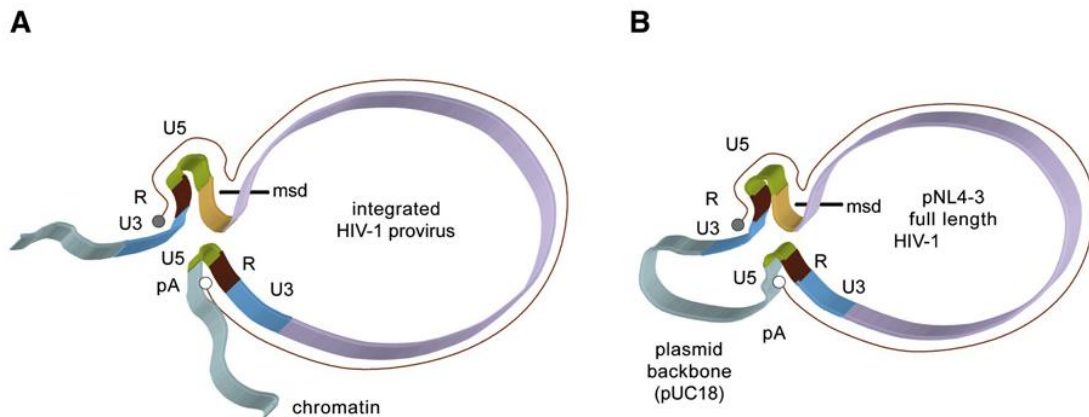 A
U5
R
U3
msd
integrated
HIV-1 provirus
U5
pA
R
U3
chromatin
B
U5
R
U3
msd
pNL4-3
full length
HIV-1
U5
R
U3
pA
plasmid
backbone
(pUC18)